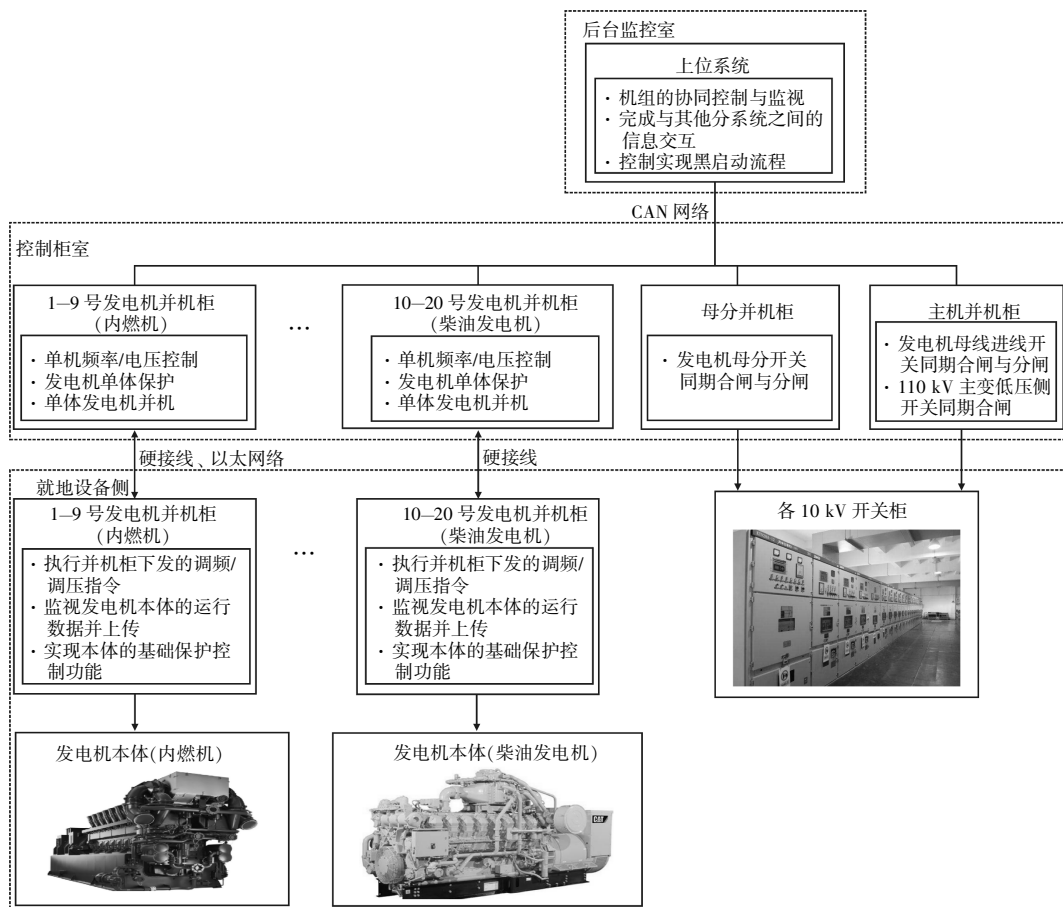 后台监控室
上位系统
· 机组的协同控制与监视
· 完成与其他分系统之间的
信息交互
· 控制实现黑启动流程
CAN 网络
控制柜室
1—9 号发电机并机柜
(内燃机)
· 单机频率/电压控制
· 发电机单体保护
· 单体发电机并机
…
10—20 号发电机并机柜
(柴油发电机)
· 单机频率/电压控制
· 发电机单体保护
· 单体发电机并机
母分并机柜
· 发电机母分开关
同期合闸与分闸
主机并机柜
· 发电机母线进线开
关同期合闸与分闸
· 110 kV 主变低压侧
开关同期合闸
硬接线、以太网络
硬接线
就地设备侧
1—9 号发电机并机柜
(内燃机)
· 执行并机柜下发的调频/
调压指令
· 监视发电机本体的运行
数据并上传
· 实现本体的基础保护控
制功能
…
10—20 号发电机并机柜
(柴油发电机)
· 执行并机柜下发的调频/
调压指令
· 监视发电机本体的运行
数据并上传
· 实现本体的基础保护控
制功能
各 10 kV 开关柜
发电机本体(内燃机)
发电机本体(柴油发电机)
CAT